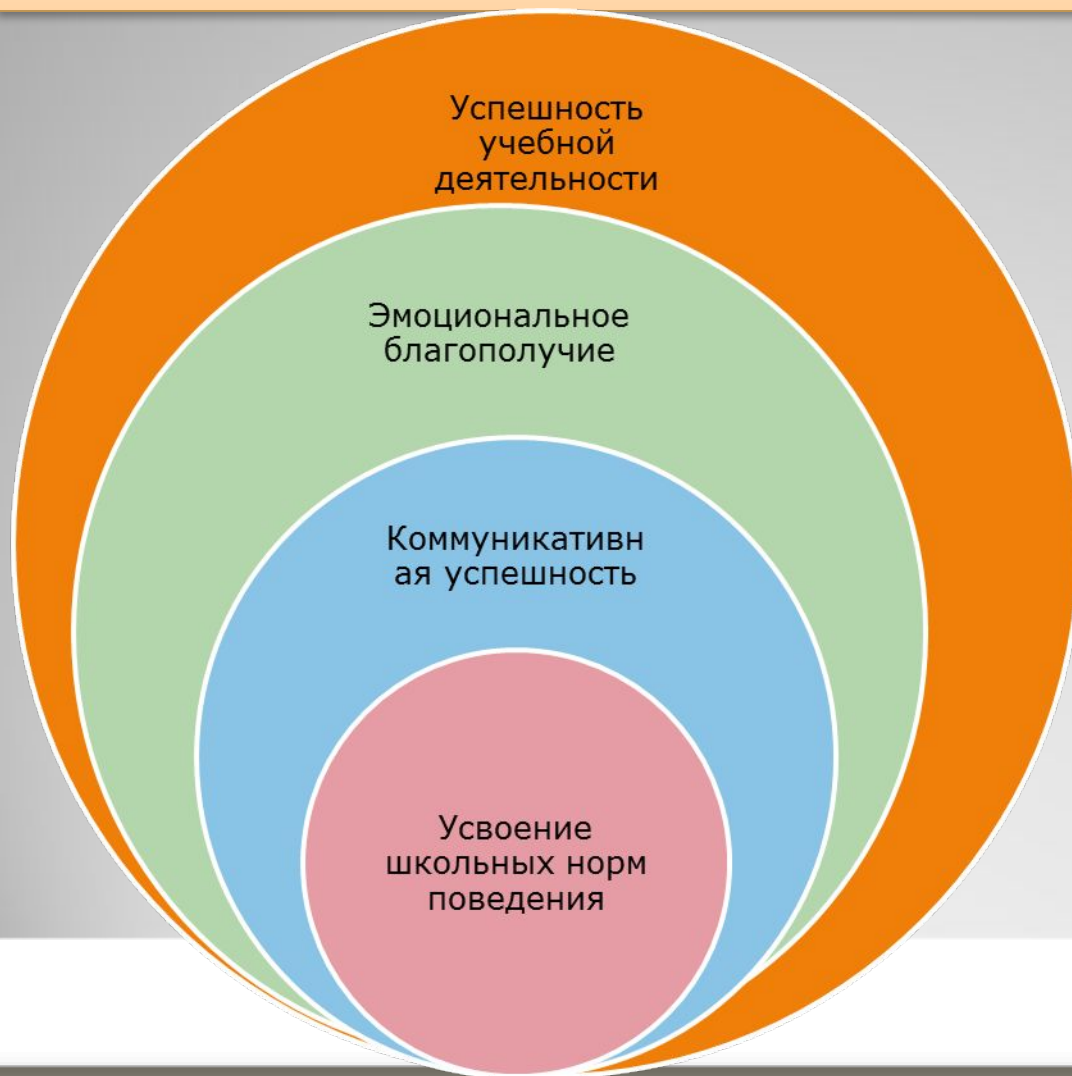 Успешность
учебной
деятельности
Эмоциональное
благополучие
Коммуникативн
ая успешность
Усвоение
школьных норм
поведения